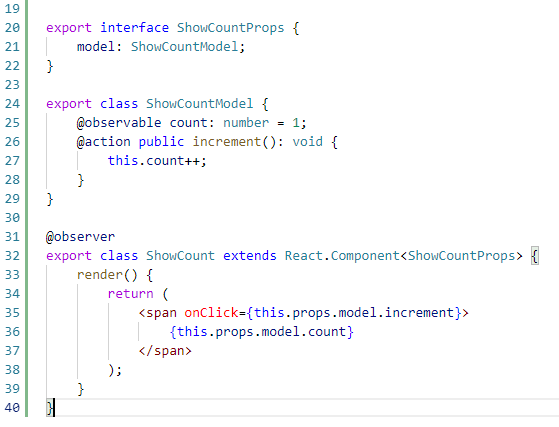 19
20 export interface ShowCountProps {
21     model: ShowCountModel;
22 }
23
24 export class ShowCountModel {
25     @observable count: number = 1;
26     @action public increment(): void {
27         this.count++;
28     }
29 }
30
31 @observer
32 export class ShowCount extends React.Component<ShowCountProps> {
33     render() {
34         return (
35             <span onClick={this.props.model.increment}>
36                 {this.props.model.count}
37             </span>
38         );
39     }
40 }